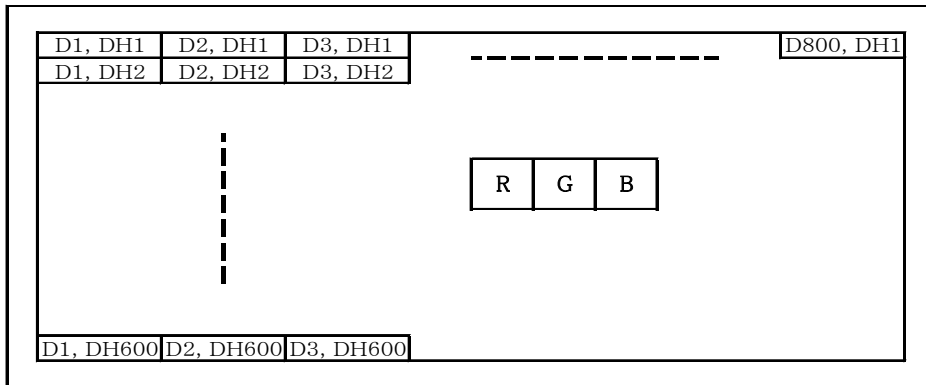 D1, DH1 D2, DH1 D3, DH1 D800, DH1
D1, DH2 D2, DH2 D3, DH2
R G B
D1, DH600 D2, DH600 D3, DH600